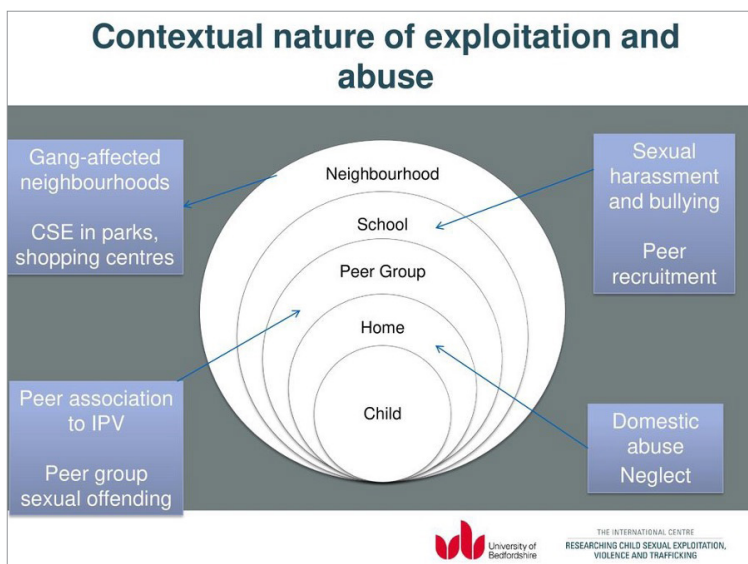 Contextual nature of exploitation and
abuse
Gang-affected
neighbourhoods
CSE in parks,
shopping centres
Sexual
harassment
and bullying
Peer
recruitment
Neighbourhood
School
Peer Group
Home
Child
Peer association
to IPV
Peer group
sexual offending
Domestic
abuse
Neglect
University of
Bedfordshire
THE INTERNATIONAL CENTRE
RESEARCHING CHILD SEXUAL EXPLOITATION,
VIOLENCE AND TRAFFICKING